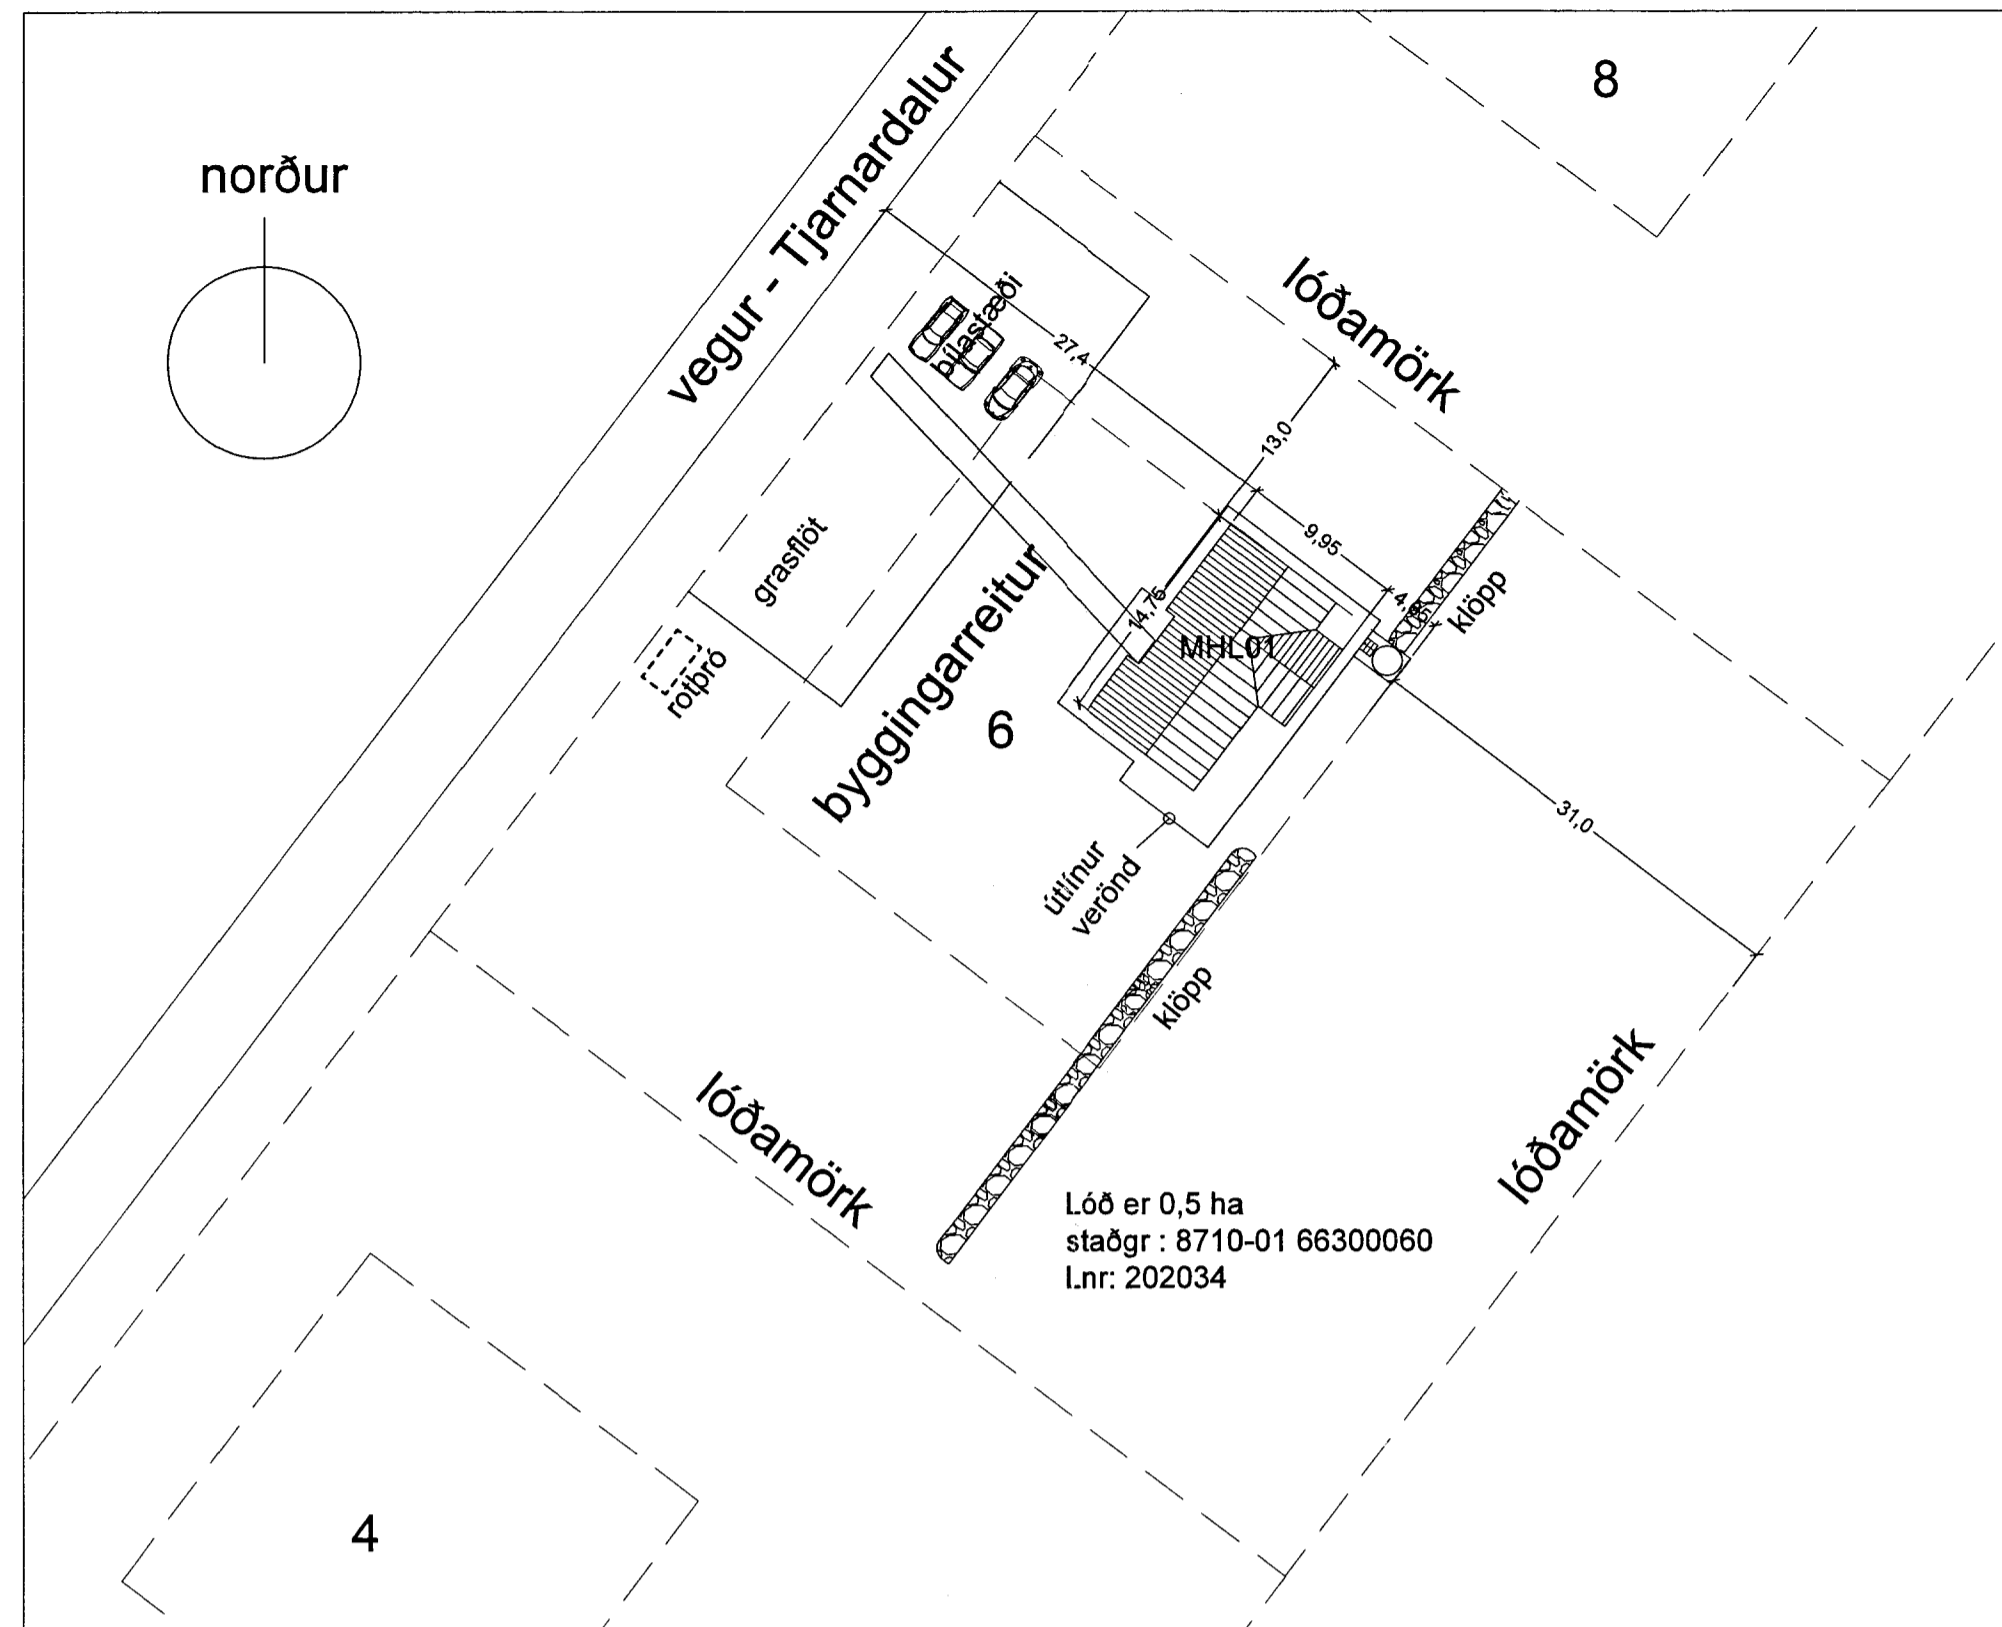 8
norður
vegur - Tjarnardalur
lóðamörk
bílastæði
27,4
13,0
9,95
grasflöt
14,75
klöpp
MHL01
rotþró
byggingarreitur
6
31,0
útlínur
verönd
klöpp
lóðamörk
lóðamörk
Lóð er 0,5 ha
staðgr : 8710-01 66300060
Lnr: 202034
4